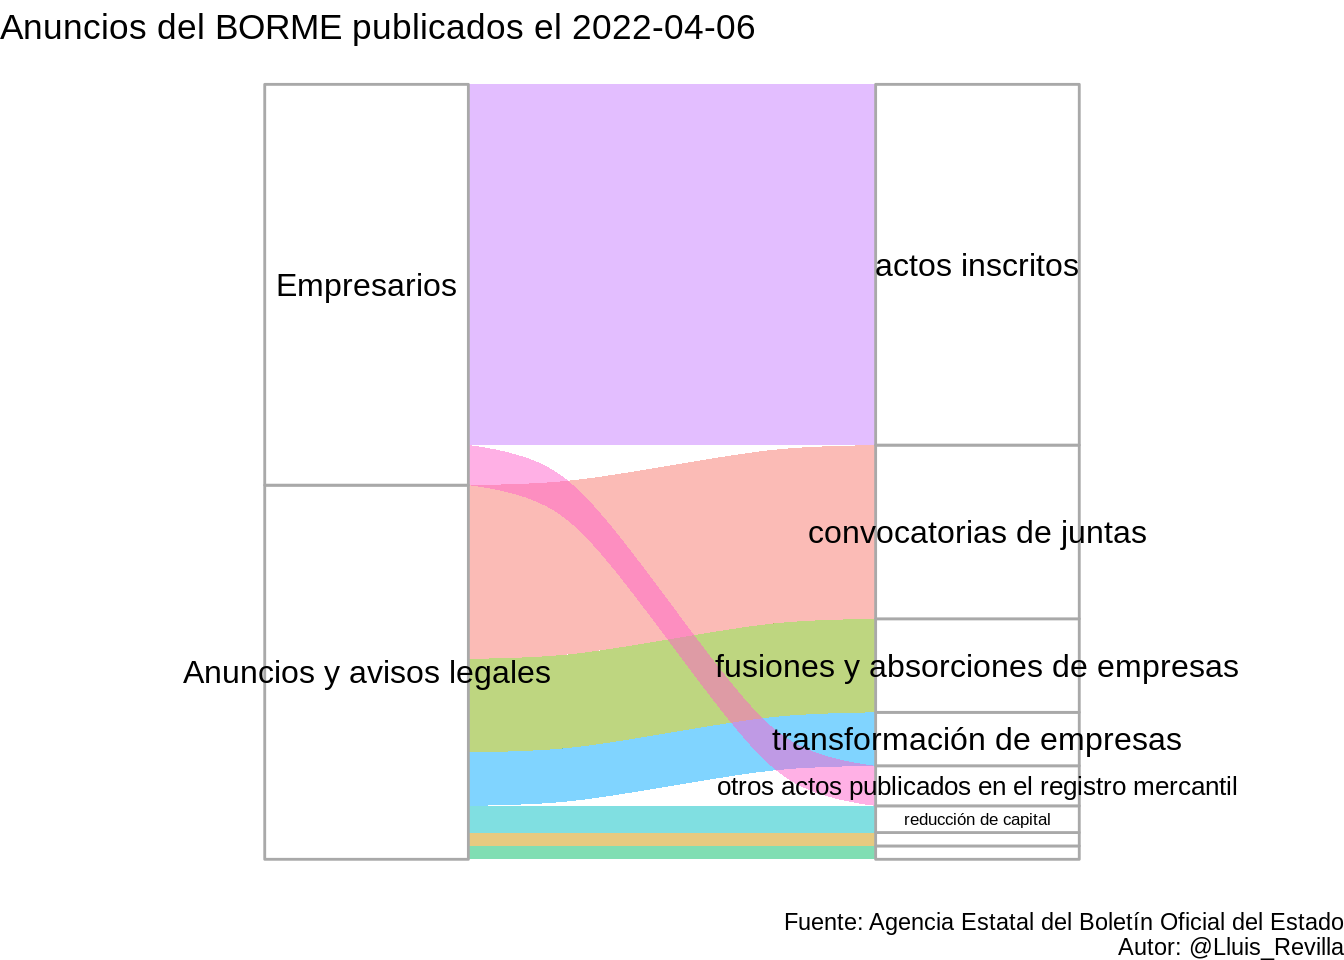 Anuncios del BORME publicados el 2022-04-06
Empresarios
actos inscritos
convocatorias de juntas
Anuncios y avisos legales
fusiones y absorciones de empresas
transformación de empresas
otros actos publicados en el registro mercantil
reducción de capital
Fuente: Agencia Estatal del Boletín Oficial del Estado
Autor: @Lluis_Revilla